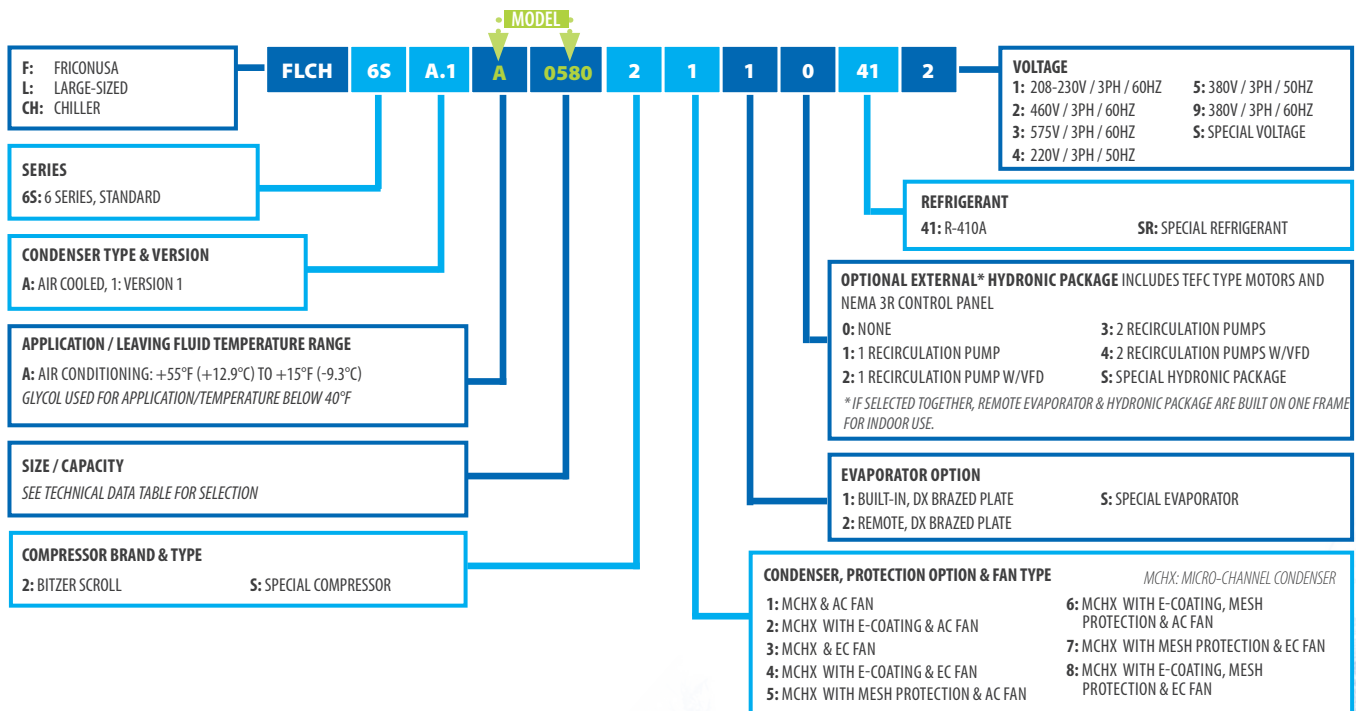 MODEL
FLCH 6S A.1 A 0580 2 1 1 0 41 2
F: FRICONUSA
L: LARGE-SIZED
CH: CHILLER
SERIES
6S: 6 SERIES, STANDARD
CONDENSER TYPE & VERSION
A: AIR COOLED, 1: VERSION 1
APPLICATION / LEAVING FLUID TEMPERATURE RANGE
A: AIR CONDITIONING: +55°F (+12.9°C) TO +15°F (-9.3°C)
GLYCOL USED FOR APPLICATION/TEMPERATURE BELOW 40°F
SIZE / CAPACITY
SEE TECHNICAL DATA TABLE FOR SELECTION
COMPRESSOR BRAND & TYPE
2: BITZER SCROLL S: SPECIAL COMPRESSOR
VOLTAGE
1: 208-230V / 3PH / 60HZ 5: 380V / 3PH / 50HZ
2: 460V / 3PH / 60HZ 9: 380V / 3PH / 60HZ
3: 575V / 3PH / 60HZ S: SPECIAL VOLTAGE
4: 220V / 3PH / 50HZ
REFRIGERANT
41: R-410A SR: SPECIAL REFRIGERANT
OPTIONAL EXTERNAL* HYDRONIC PACKAGE INCLUDES TEFC TYPE MOTORS AND
NEMA 3R CONTROL PANEL
0: NONE 3: 2 RECIRCULATION PUMPS
1: 1 RECIRCULATION PUMP 4: 2 RECIRCULATION PUMPS W/VFD
2: 1 RECIRCULATION PUMP W/VFD S: SPECIAL HYDRONIC PACKAGE
* IF SELECTED TOGETHER, REMOTE EVAPORATOR & HYDRONIC PACKAGE ARE BUILT ON ONE FRAME
FOR INDOOR USE.
EVAPORATOR OPTION
1: BUILT-IN, DX BRAZED PLATE S: SPECIAL EVAPORATOR
2: REMOTE, DX BRAZED PLATE
CONDENSER, PROTECTION OPTION & FAN TYPE MCHX: MICRO-CHANNEL CONDENSER
1: MCHX & AC FAN
2: MCHX WITH E-COATING & AC FAN
3: MCHX & EC FAN
4: MCHX WITH E-COATING & EC FAN
5: MCHX WITH MESH PROTECTION & AC FAN
6: MCHX WITH E-COATING, MESH
PROTECTION & AC FAN
7: MCHX WITH MESH PROTECTION & EC FAN
8: MCHX WITH E-COATING, MESH
PROTECTION & EC FAN